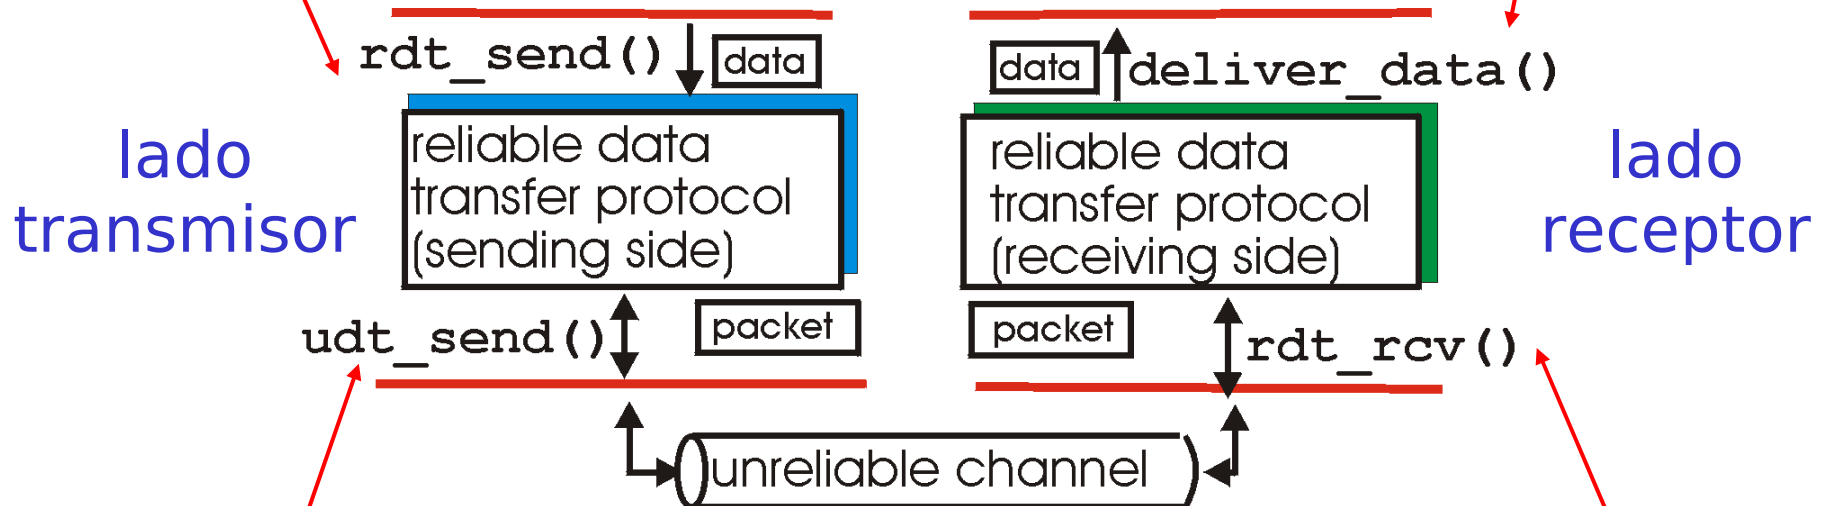 rdt_send()
data
data
deliver_data()
lado
transmisor
reliable data
transfer protocol
(sending side)
reliable data
transfer protocol
(receiving side)
lado
receptor
udt_send()
packet
packet
rdt_rcv()
unreliable channel